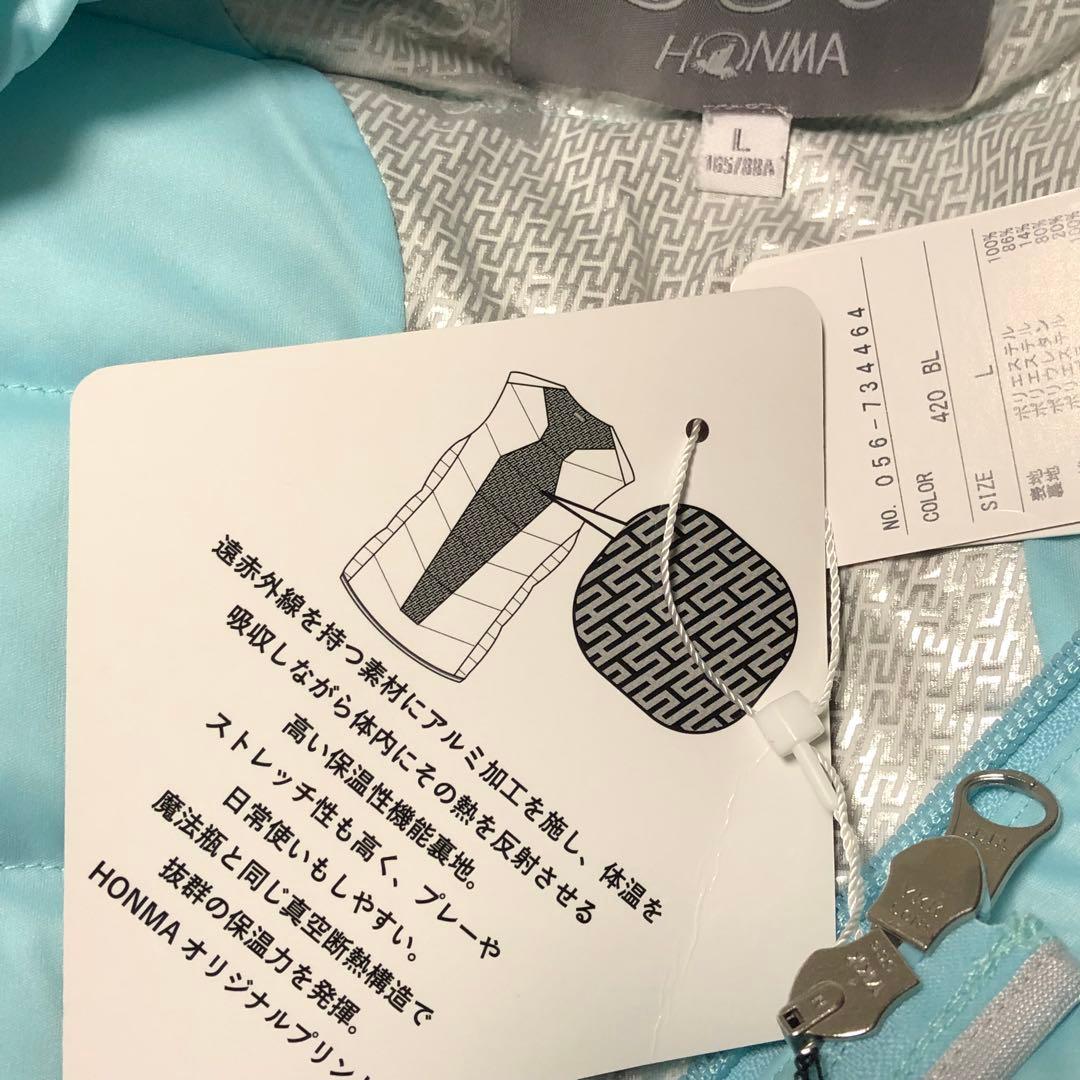 HONMA
L
165/88A
NO. 056-734464
COLOR 420 BL
SIZE L
表地 ポリエステル 100%
裏地 ポリエステル 86%
ポリウレタン 14%
ポリエステル 80%
20%
遠赤外線を持つ素材にアルミ加工を施し、体温を
吸収しながら体内にその熱を反射させる
高い保温性機能裏地。
ストレッチ性も高く、プレーや
日常使いもしやすい。
魔法瓶と同じ真空断熱構造で
抜群の保温力を発揮。
HONMA オリジナルプリン